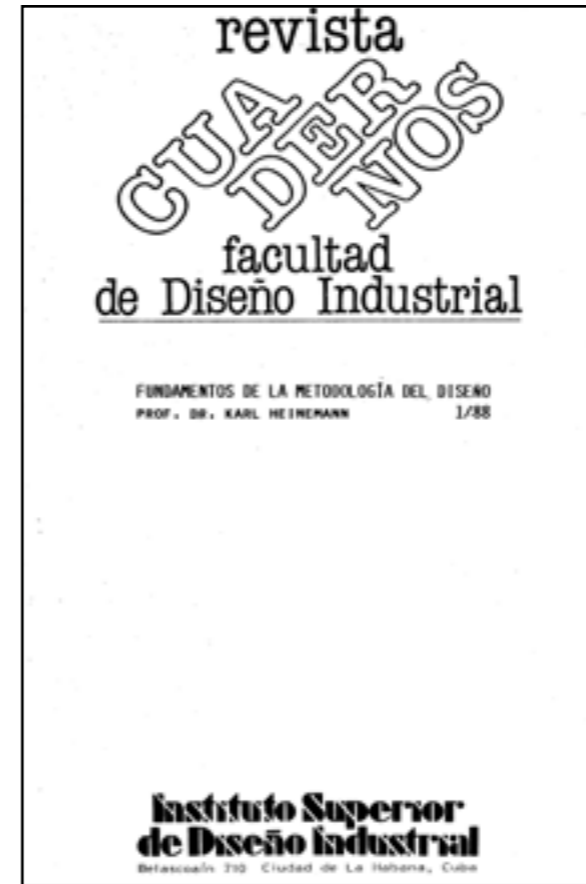 revista
CUA
DER
NOS
facultad
de Diseño Industrial
FUNDAMENTOS DE LA METODOLOGÍA DEL DISEÑO
PROF. DR. KARL HEINEMANN 1/88
Instituto Superior
de Diseño Industrial
Belascoaín 710 Ciudad de La Habana, Cuba